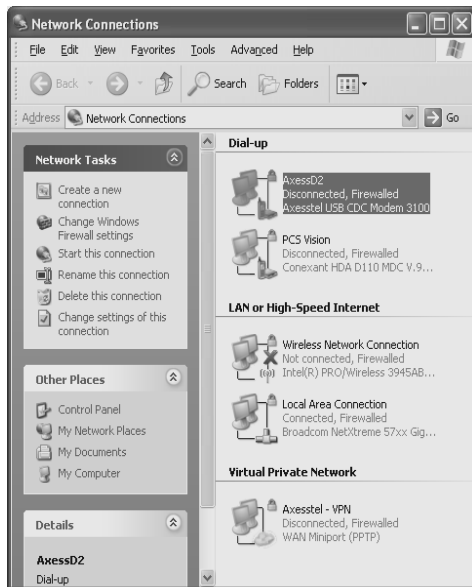 Network Connections
File Edit View Favorites Tools Advanced Help
Back Search Folders
Address Network Connections Go
Network Tasks
Create a new
connection
Change Windows
Firewall settings
Start this connection
Rename this connection
Delete this connection
Change settings of this
connection
Other Places
Control Panel
My Network Places
My Documents
My Computer
Details
AxessD2
Dial-up
Dial-up
AxessD2
Disconnected, Firewalled
Axesstel USB CDC Modem 3100
PCS Vision
Disconnected, Firewalled
Conexant HDA D110 MDC V.9...
LAN or High-Speed Internet
Wireless Network Connection
Not connected, Firewalled
Intel(R) PRO/Wireless 3945AB...
Local Area Connection
Connected, Firewalled
Broadcom NetXtreme 57xx Gig...
Virtual Private Network
Axesstel - VPN
Disconnected, Firewalled
WAN Miniport (PPTP)